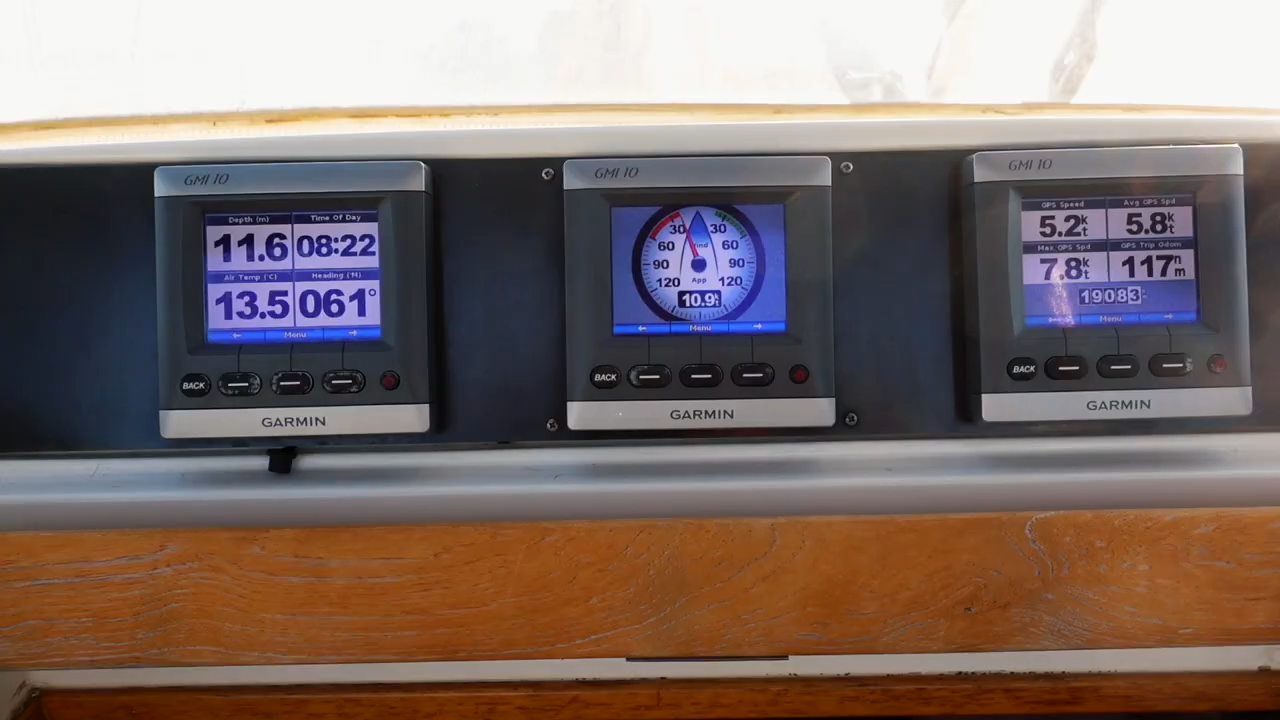 GMI 10
Depth (m) Time Of Day
11.6 08:22
Air Temp (°C) Heading (°M)
13.5 061°
← Menu →
BACK
GARMIN
GMI 10
30 30
60 Wind 60
90 90
120 App 120
10.9kt
← Menu →
BACK
GARMIN
GMI 10
GPS Speed Avg GPS Spd
5.2kt 5.8kt
Max GPS Spd GPS Trip Odom
7.8kt 117nm
19083
← Menu →
BACK
GARMIN